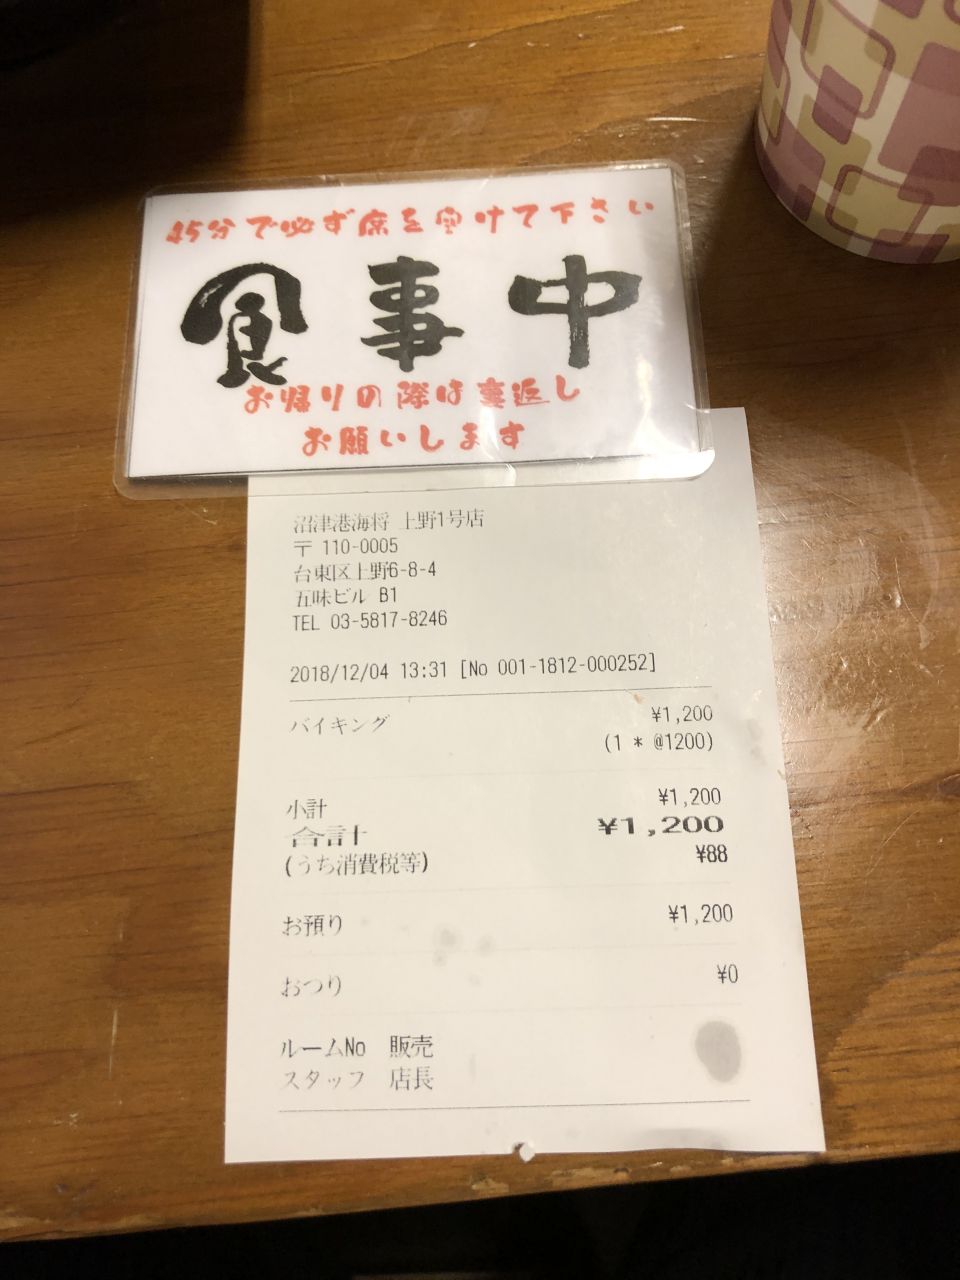 45分で必ず席を空けて下さい
食事中
お帰りの際は裏返し
お願いします
沼津港海将 上野1号店
〒 110-0005
台東区上野6-8-4
五味ビル B1
TEL 03-5817-8246
2018/12/04 13:31 [No 001-1812-000252]
バイキング ¥1,200
(1 * @1200)
小計 ¥1,200
合計 ¥1,200
(うち消費税等) ¥88
お預り ¥1,200
おつり ¥0
ルームNo 販売
スタッフ 店長